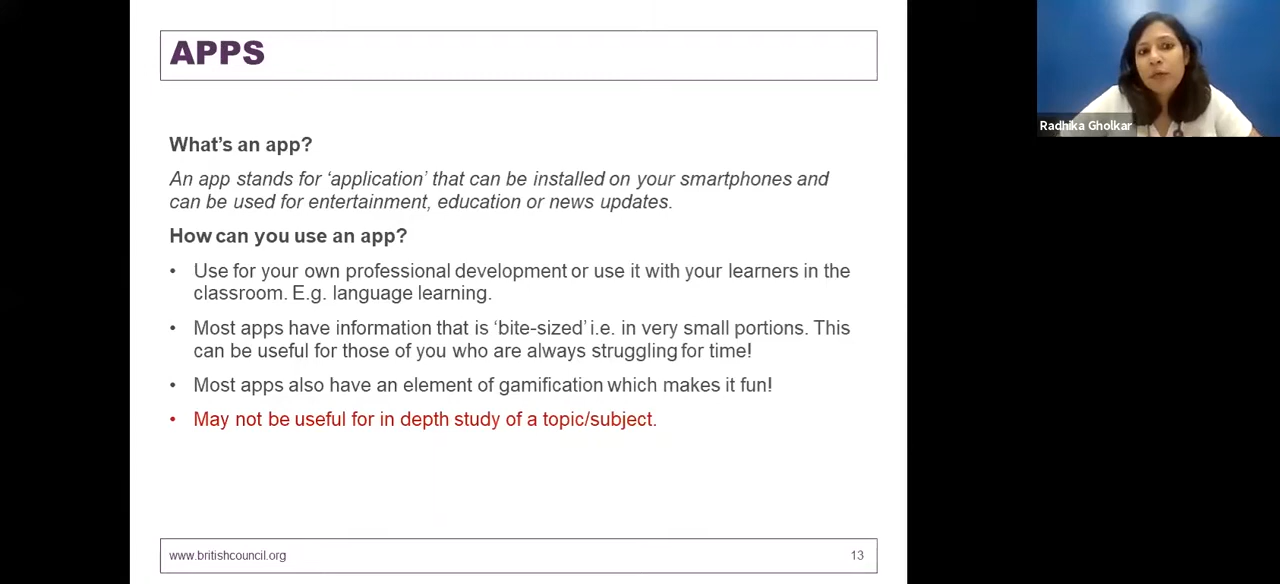 APPS
What's an app?
An app stands for 'application' that can be installed on your smartphones and
can be used for entertainment, education or news updates.
How can you use an app?
• Use for your own professional development or use it with your learners in the
classroom. E.g. language learning.
• Most apps have information that is 'bite-sized' i.e. in very small portions. This
can be useful for those of you who are always struggling for time!
• Most apps also have an element of gamification which makes it fun!
• May not be useful for in depth study of a topic/subject.
www.britishcouncil.org
13
Radhika Gholkar